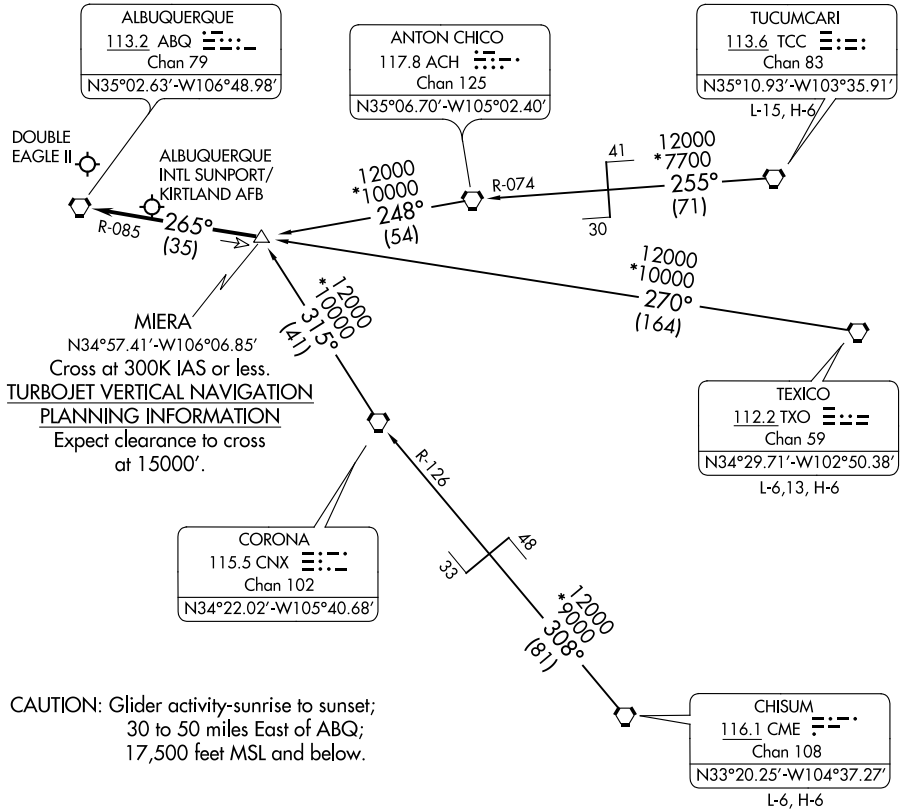 ALBUQUERQUE
113.2 ABQ
Chan 79
N35°02.63'-W106°48.98'
ANTON CHICO
117.8 ACH
Chan 125
N35°06.70'-W105°02.40'
TUCUMCARI
113.6 TCC
Chan 83
N35°10.93'-W103°35.91'
L-15, H-6
DOUBLE
EAGLE II
ALBUQUERQUE
INTL SUNPORT/
KIRTLAND AFB
R-085
265°
(35)
12000
*10000
248°
(54)
R-074
41
30
12000
*7700
255°
(71)
12000
*10000
270°
(164)
12000
*10000
315°
(41)
MIERA
N34°57.41'-W106°06.85'
Cross at 300K IAS or less.
TURBOJET VERTICAL NAVIGATION
PLANNING INFORMATION
Expect clearance to cross
at 15000'.
TEXICO
112.2 TXO
Chan 59
N34°29.71'-W102°50.38'
L-6,13, H-6
R-126
48
33
CORONA
115.5 CNX
Chan 102
N34°22.02'-W105°40.68'
12000
*9000
308°
(81)
CHISUM
116.1 CME
Chan 108
N33°20.25'-W104°37.27'
L-6, H-6
CAUTION: Glider activity-sunrise to sunset;
30 to 50 miles East of ABQ;
17,500 feet MSL and below.